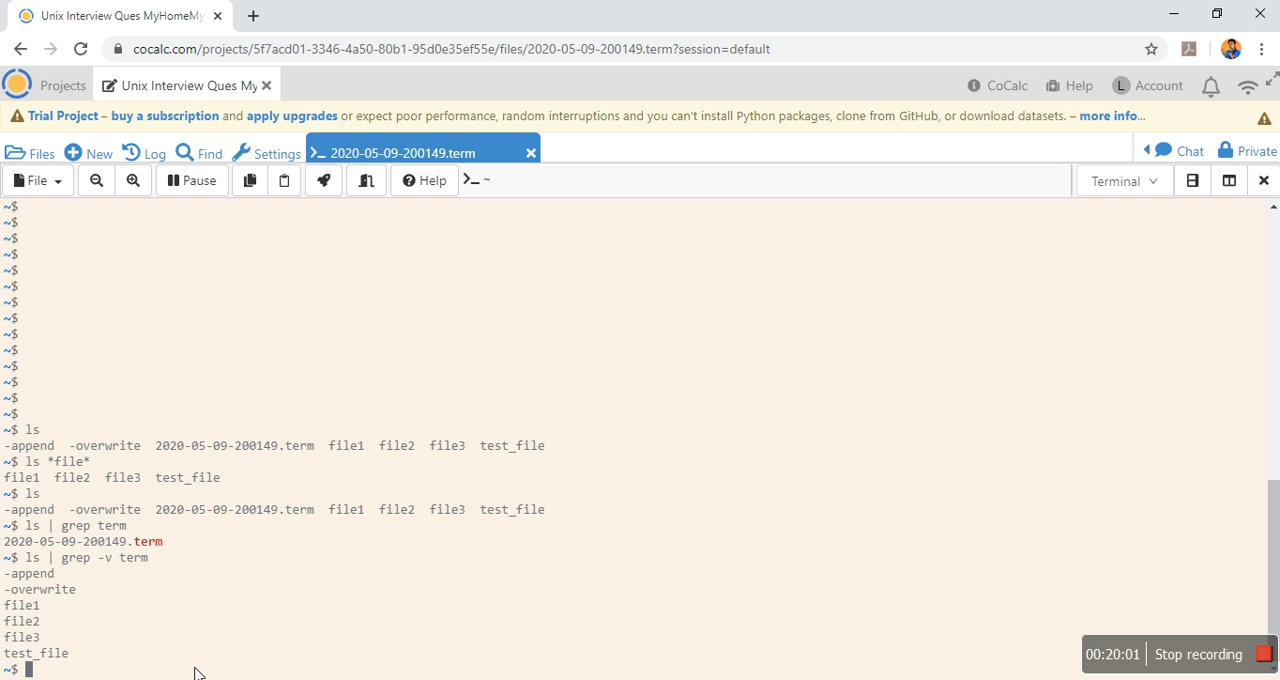 Unix Interview Ques MyHomeMy
cocalc.com/projects/5f7acd01-3346-4a50-80b1-95d0e35ef55e/files/2020-05-09-200149.term?session=default
Projects Unix Interview Ques My CoCalc Help L Account
Trial Project – buy a subscription and apply upgrades or expect poor performance, random interruptions and you can't install Python packages, clone from GitHub, or download datasets. – more info...
Files New Log Find Settings >_ 2020-05-09-200149.term Chat Private
File Pause Help >_ ~ Terminal
~$
~$
~$
~$
~$
~$
~$
~$
~$
~$
~$
~$
~$
~$
~$ ls
-append -overwrite 2020-05-09-200149.term file1 file2 file3 test_file
~$ ls *file*
file1 file2 file3 test_file
~$ ls
-append -overwrite 2020-05-09-200149.term file1 file2 file3 test_file
~$ ls | grep term
2020-05-09-200149.term
~$ ls | grep -v term
-append
-overwrite
file1
file2
file3
test_file
~$
00:20:01 Stop recording